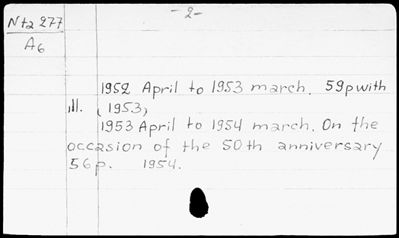 - 2 -
Nta 277
A6
1952 April to 1953 march. 59p with
ill. (1953)
1953 April to 1954 march. On the
occasion of the 50th anniversary
56p. 1954.